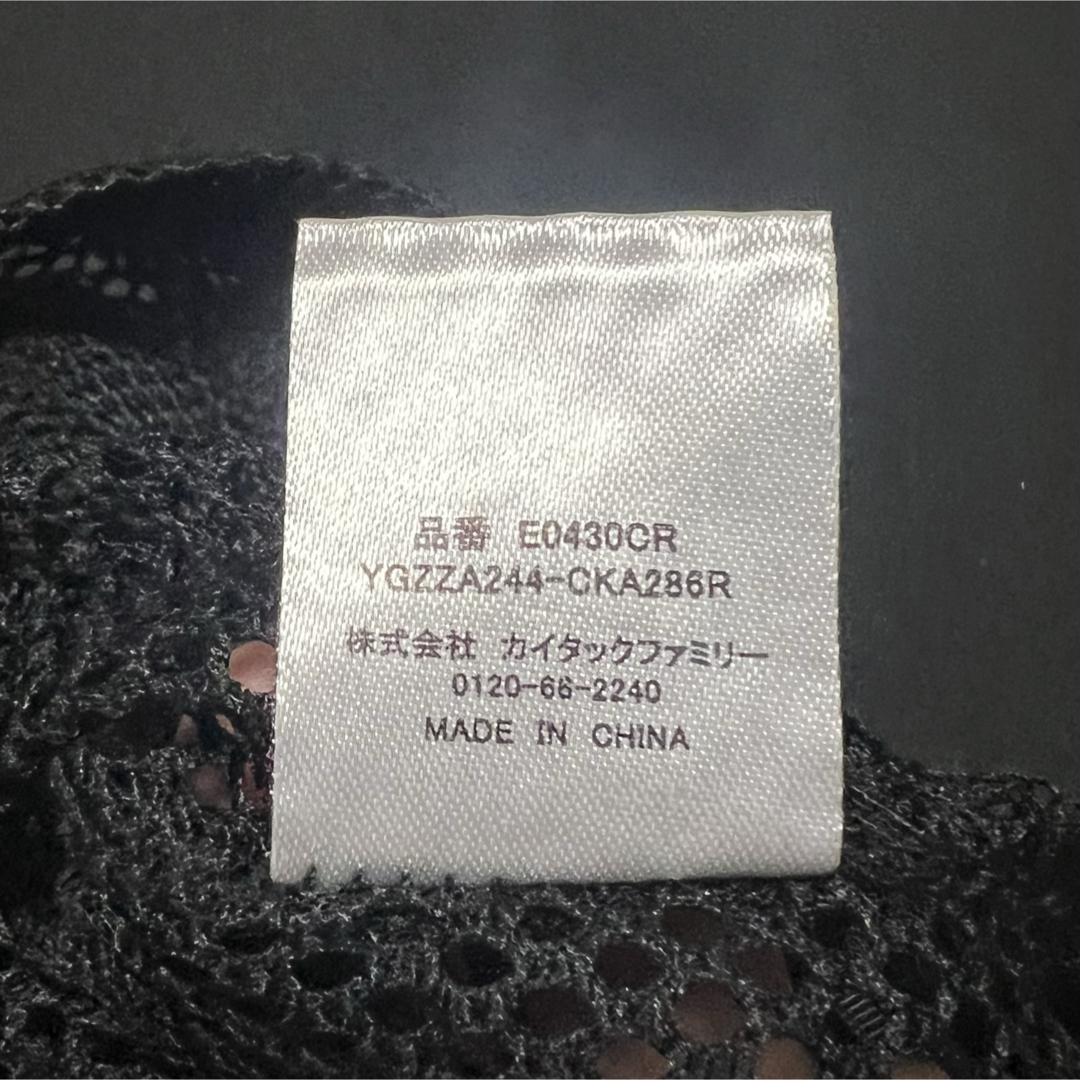 品番 E0430CR
YGZZA244-CKA286R
株式会社 カイタックファミリー
0120-66-2240
MADE IN CHINA